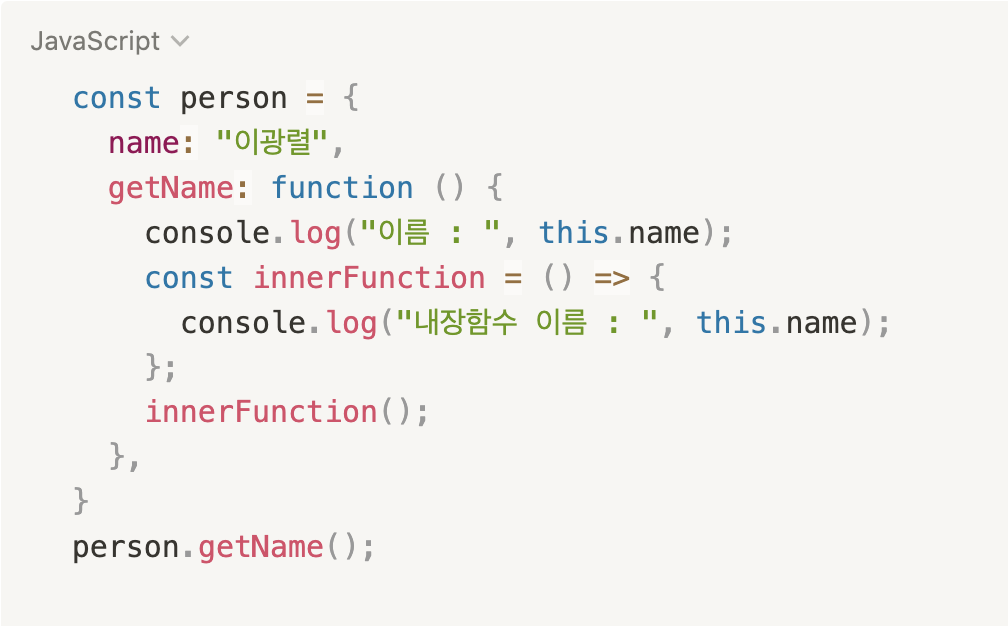 JavaScript
const person = {
  name: "이광렬",
  getName: function () {
    console.log("이름 : ", this.name);
    const innerFunction = () => {
      console.log("내장함수 이름 : ", this.name);
    };
    innerFunction();
  },
}
person.getName();